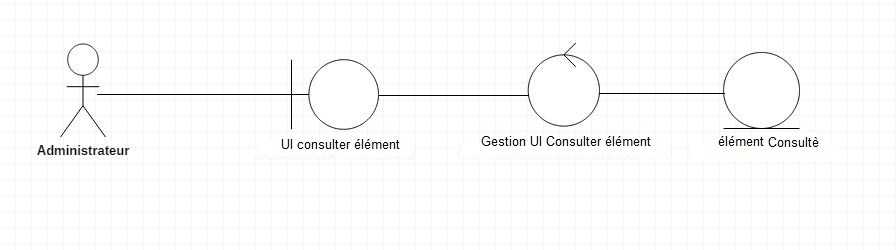 Administrateur
UI consulter élément
Gestion UI Consulter élément
élément Consultè